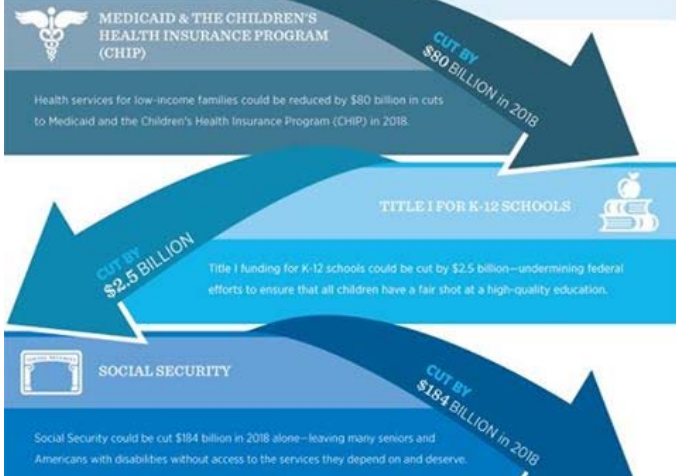 MEDICAID & THE CHILDREN'S
HEALTH INSURANCE PROGRAM
(CHIP)
CUT BY
$80 BILLION in 2018
Health services for low-income families could be reduced by $80 billion in cuts
to Medicaid and the Children's Health Insurance Program (CHIP) in 2018.
TITLE I FOR K-12 SCHOOLS
CUT BY
$2.5 BILLION
Title I funding for K-12 schools could be cut by $2.5 billion—undermining federal
efforts to ensure that all children have a fair shot at a high-quality education.
SOCIAL SECURITY
SOCIAL SECURITY
CUT BY
$184 BILLION in 2018
Social Security could be cut $184 billion in 2018 alone—leaving many seniors and
Americans with disabilities without access to the services they depend on and deserve.